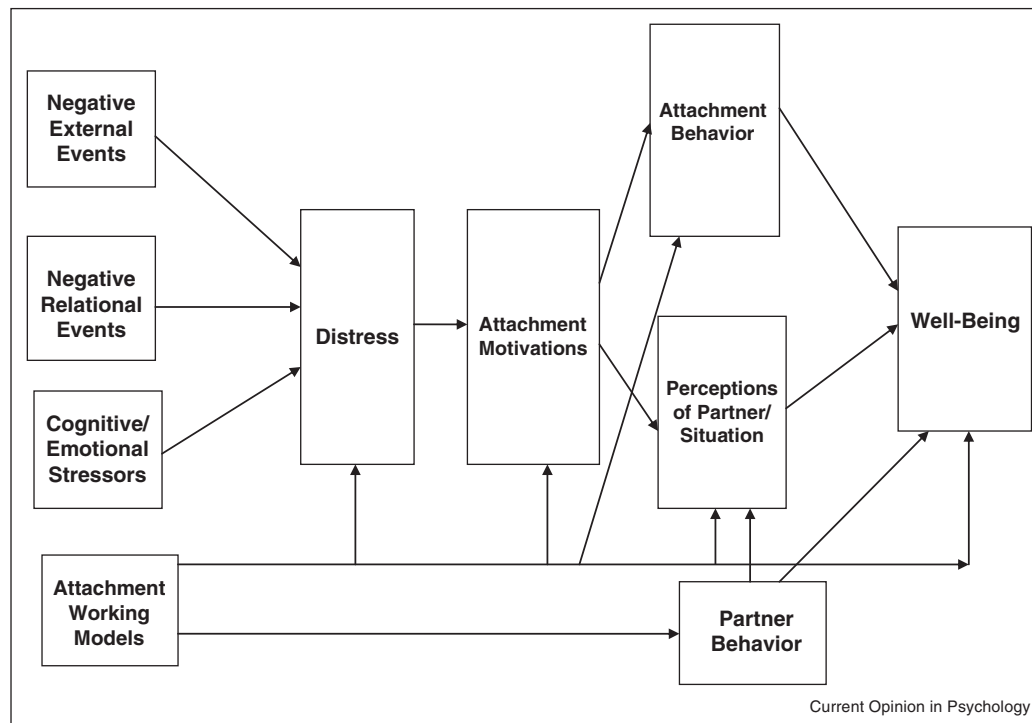 Negative
External
Events
Negative
Relational
Events
Cognitive/
Emotional
Stressors
Attachment
Working
Models
Distress
Attachment
Motivations
Attachment
Behavior
Perceptions
of Partner/
Situation
Partner
Behavior
Well-Being
Current Opinion in Psychology